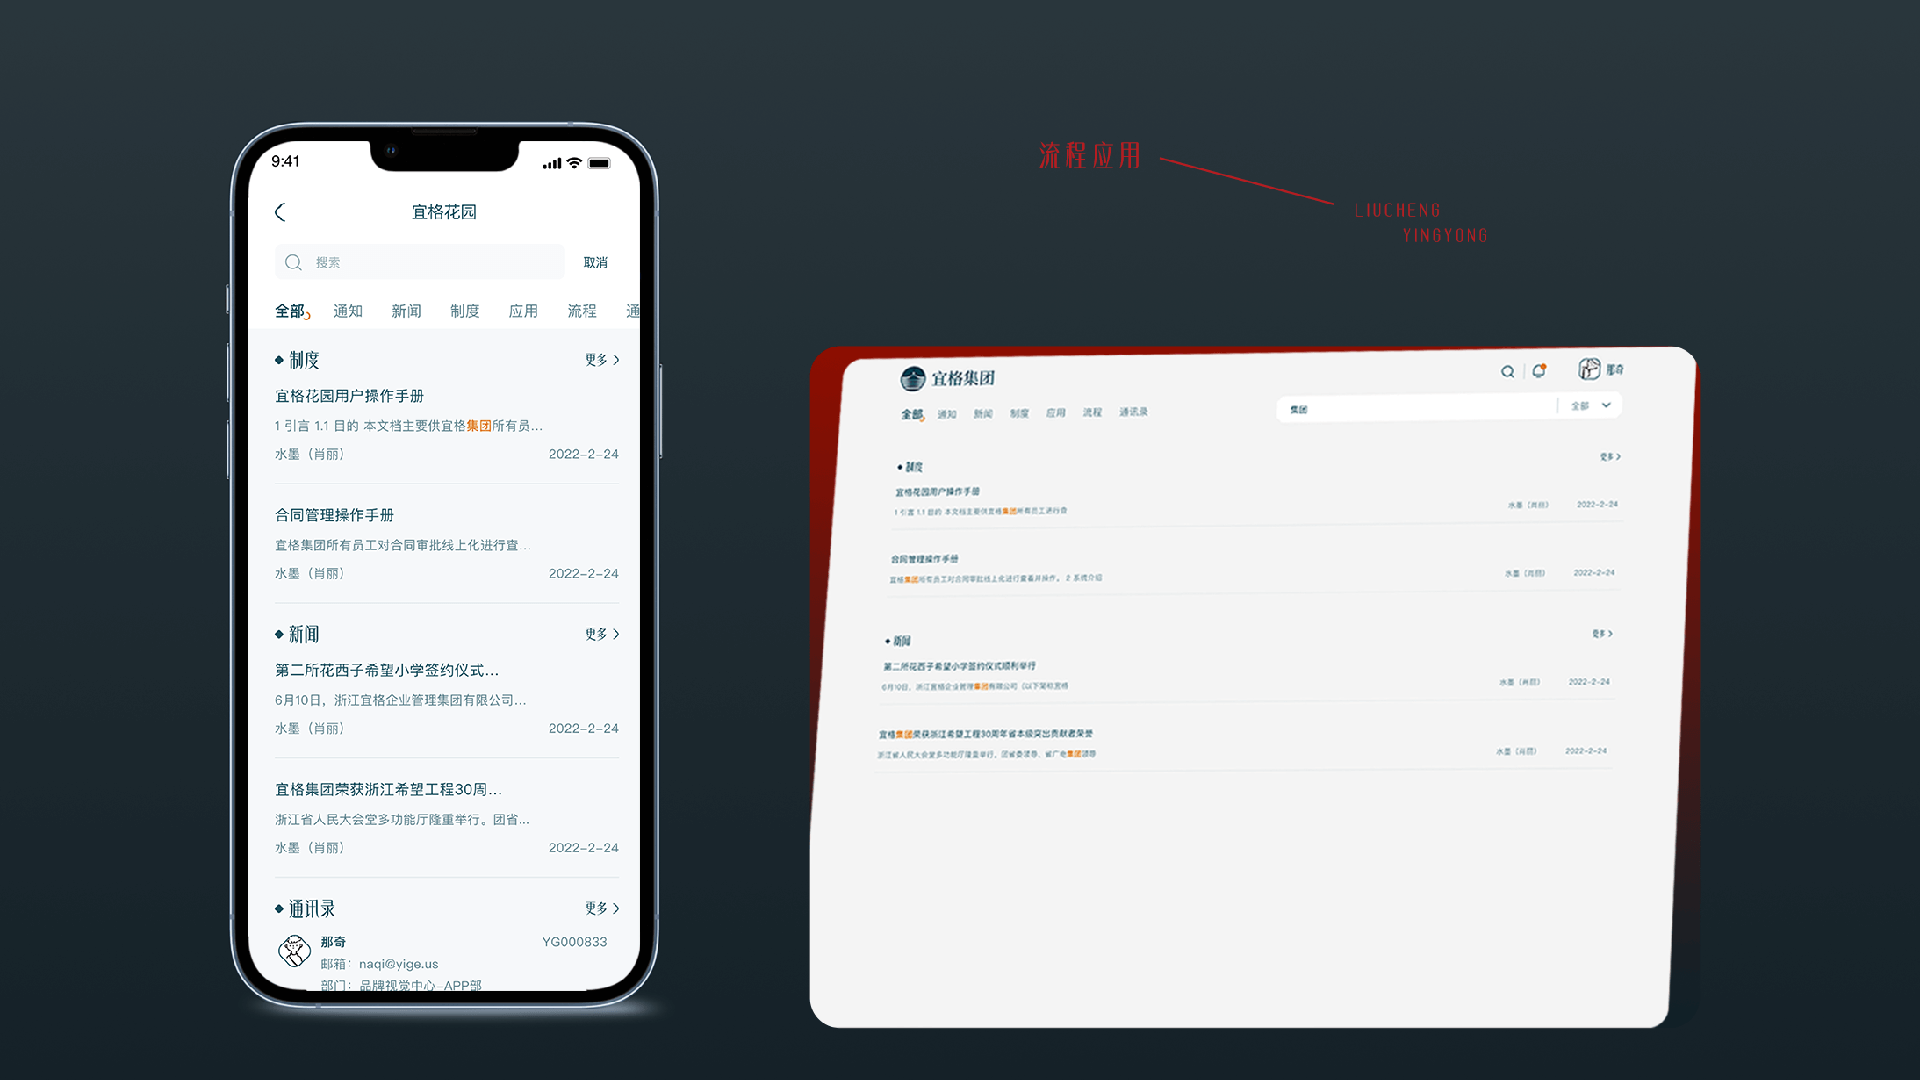 9:41
宜格花园
搜索
取消
全部 通知 新闻 制度 应用 流程 通
制度
更多
宜格花园用户操作手册
1 引言 1.1 目的 本文档主要供宜格集团所有员...
水墨（肖丽）
2022-2-24
合同管理操作手册
宜格集团所有员工对合同审批线上化进行查...
水墨（肖丽）
2022-2-24
新闻
更多
第二所花西子希望小学签约仪式...
6月10日，浙江宜格企业管理集团有限公司...
水墨（肖丽）
2022-2-24
宜格集团荣获浙江希望工程30周...
浙江省人民大会堂多功能厅隆重举行。团省...
水墨（肖丽）
2022-2-24
通讯录
更多
那奇
YG000833
邮箱：naqi@yige.us
部门：品牌视觉中心-APP部
流程应用
LIUCHENG
YINGYONG
宜格集团
那奇
全部 通知 新闻 制度 应用 流程 通讯录
集团
全部
制度
更多
宜格花园用户操作手册
1 引言 1.1 目的 本文档主要供宜格集团所有员工进行查
水墨（肖丽）
2022-2-24
合同管理操作手册
宜格集团所有员工对合同审批线上化进行查看并操作。 2 系统介绍
水墨（肖丽）
2022-2-24
新闻
更多
第二所花西子希望小学签约仪式顺利举行
6月10日，浙江宜格企业管理集团有限公司（以下简称宜格
水墨（肖丽）
2022-2-24
宜格集团荣获浙江希望工程30周年省本级突出贡献者荣誉
浙江省人民大会堂多功能厅隆重举行。团省委领导、省广电集团领导
水墨（肖丽）
2022-2-24